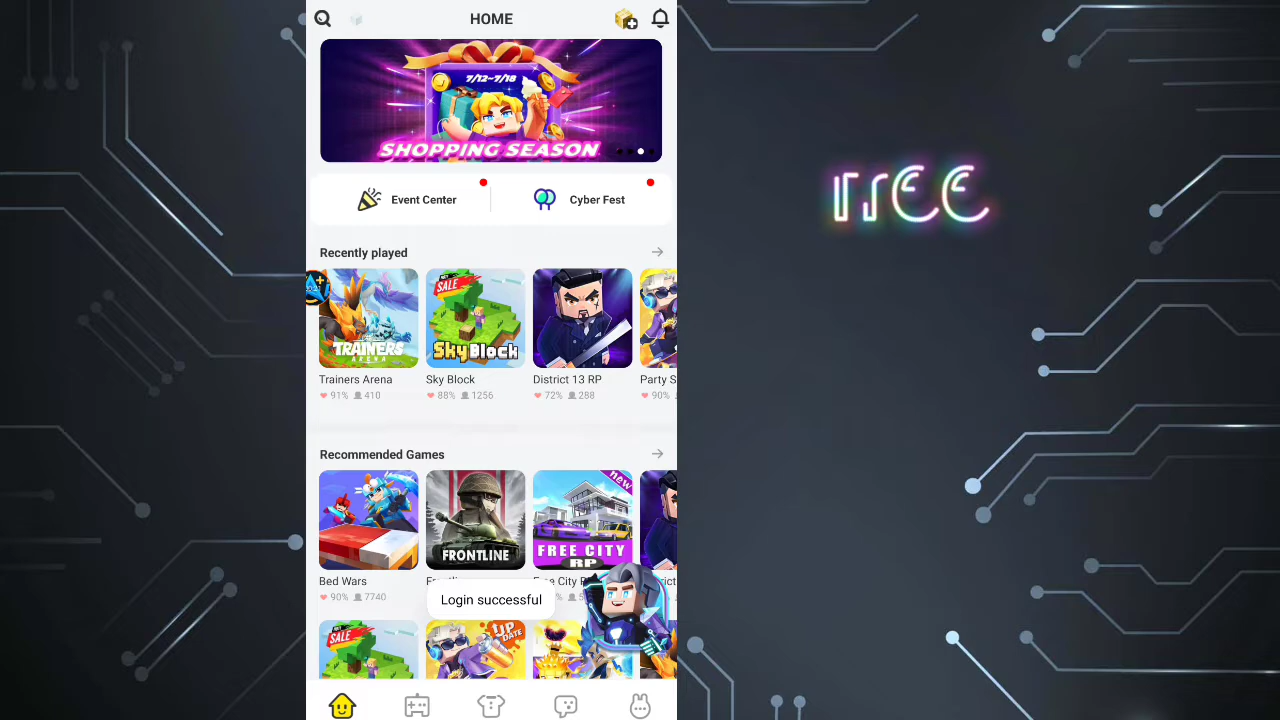 HOME
7/12~7/18
SHOPPING SEASON
Event Center
Cyber Fest
Recently played
TRAINERS
ARENA
SALE
Sky Block
Trainers Arena
Sky Block
District 13 RP
Party S
91% 410
88% 1256
72% 288
90%
Recommended Games
FRONTLINE
new
FREE CITY
RP
Bed Wars
90% 7740
Login successful
SALE
UP
DATE